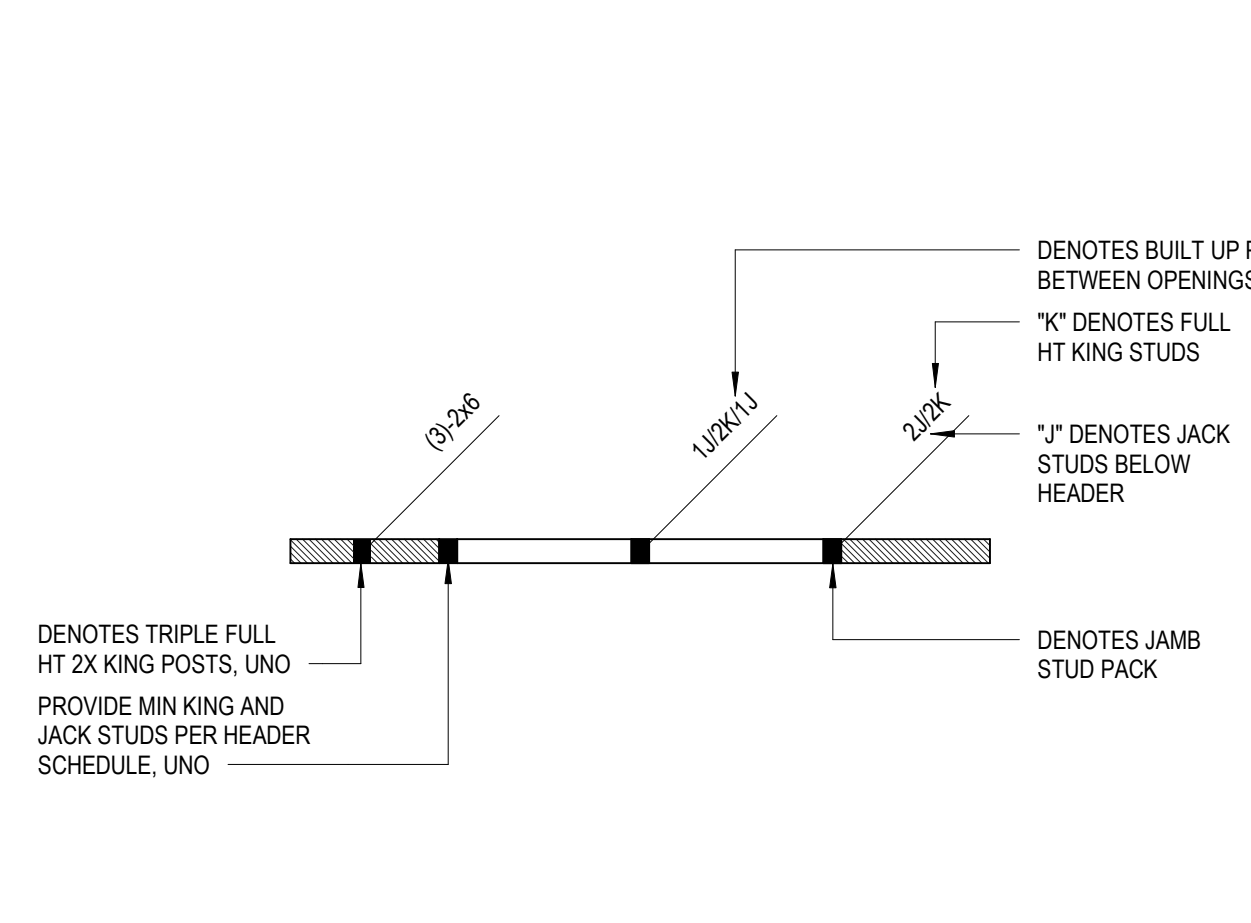 DENOTES BUILT UP
BETWEEN OPENINGS
"K" DENOTES FULL
HT KING STUDS
(3)-2x6
1J/2K/1J
2J/2K
"J" DENOTES JACK
STUDS BELOW
HEADER
DENOTES TRIPLE FULL
HT 2X KING POSTS, UNO
PROVIDE MIN KING AND
JACK STUDS PER HEADER
SCHEDULE, UNO
DENOTES JAMB
STUD PACK